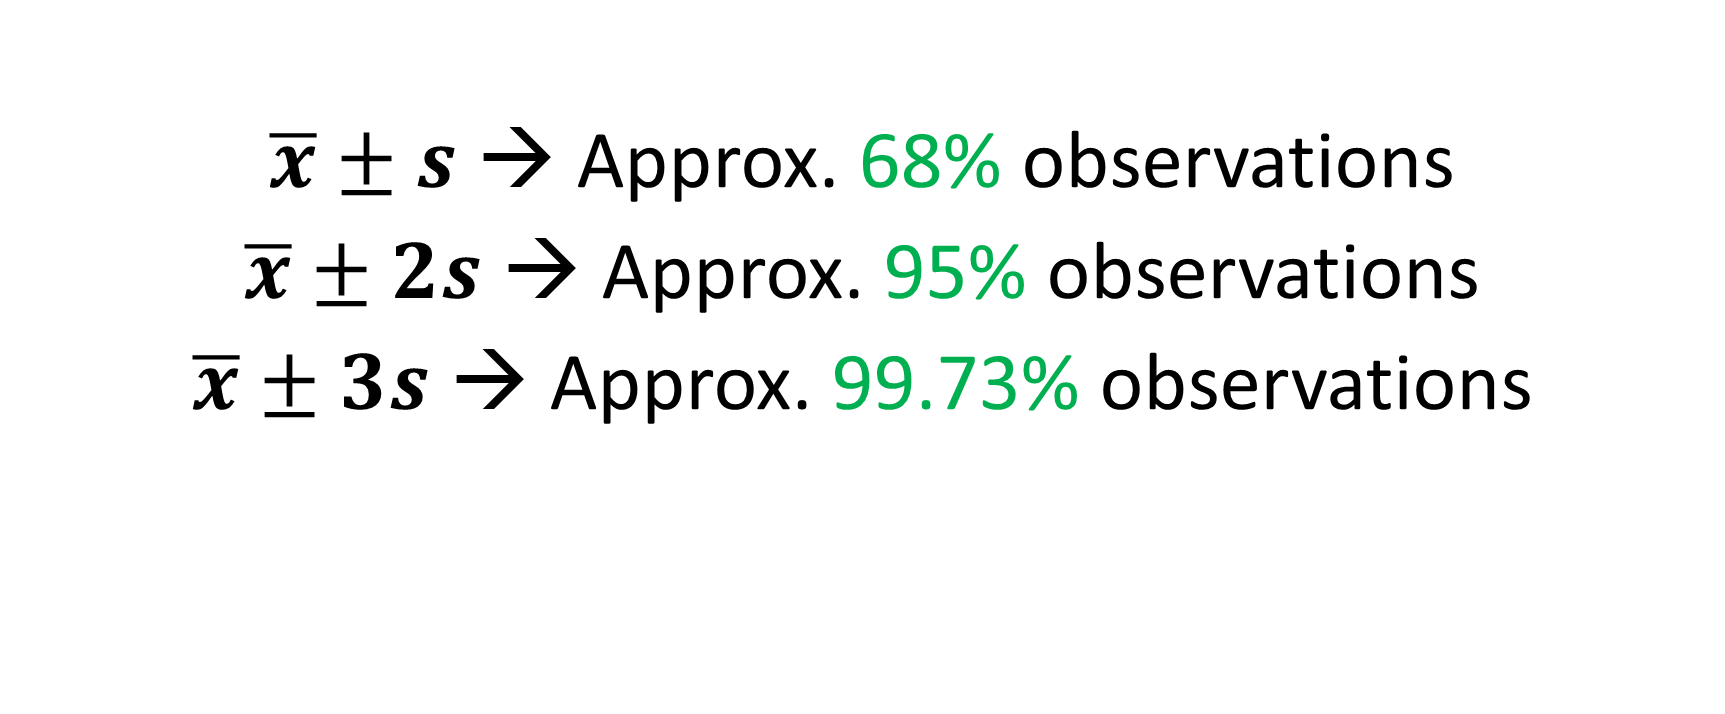 x̅ ± s → Approx. 68% observations
x̅ ± 2s → Approx. 95% observations
x̅ ± 3s → Approx. 99.73% observations